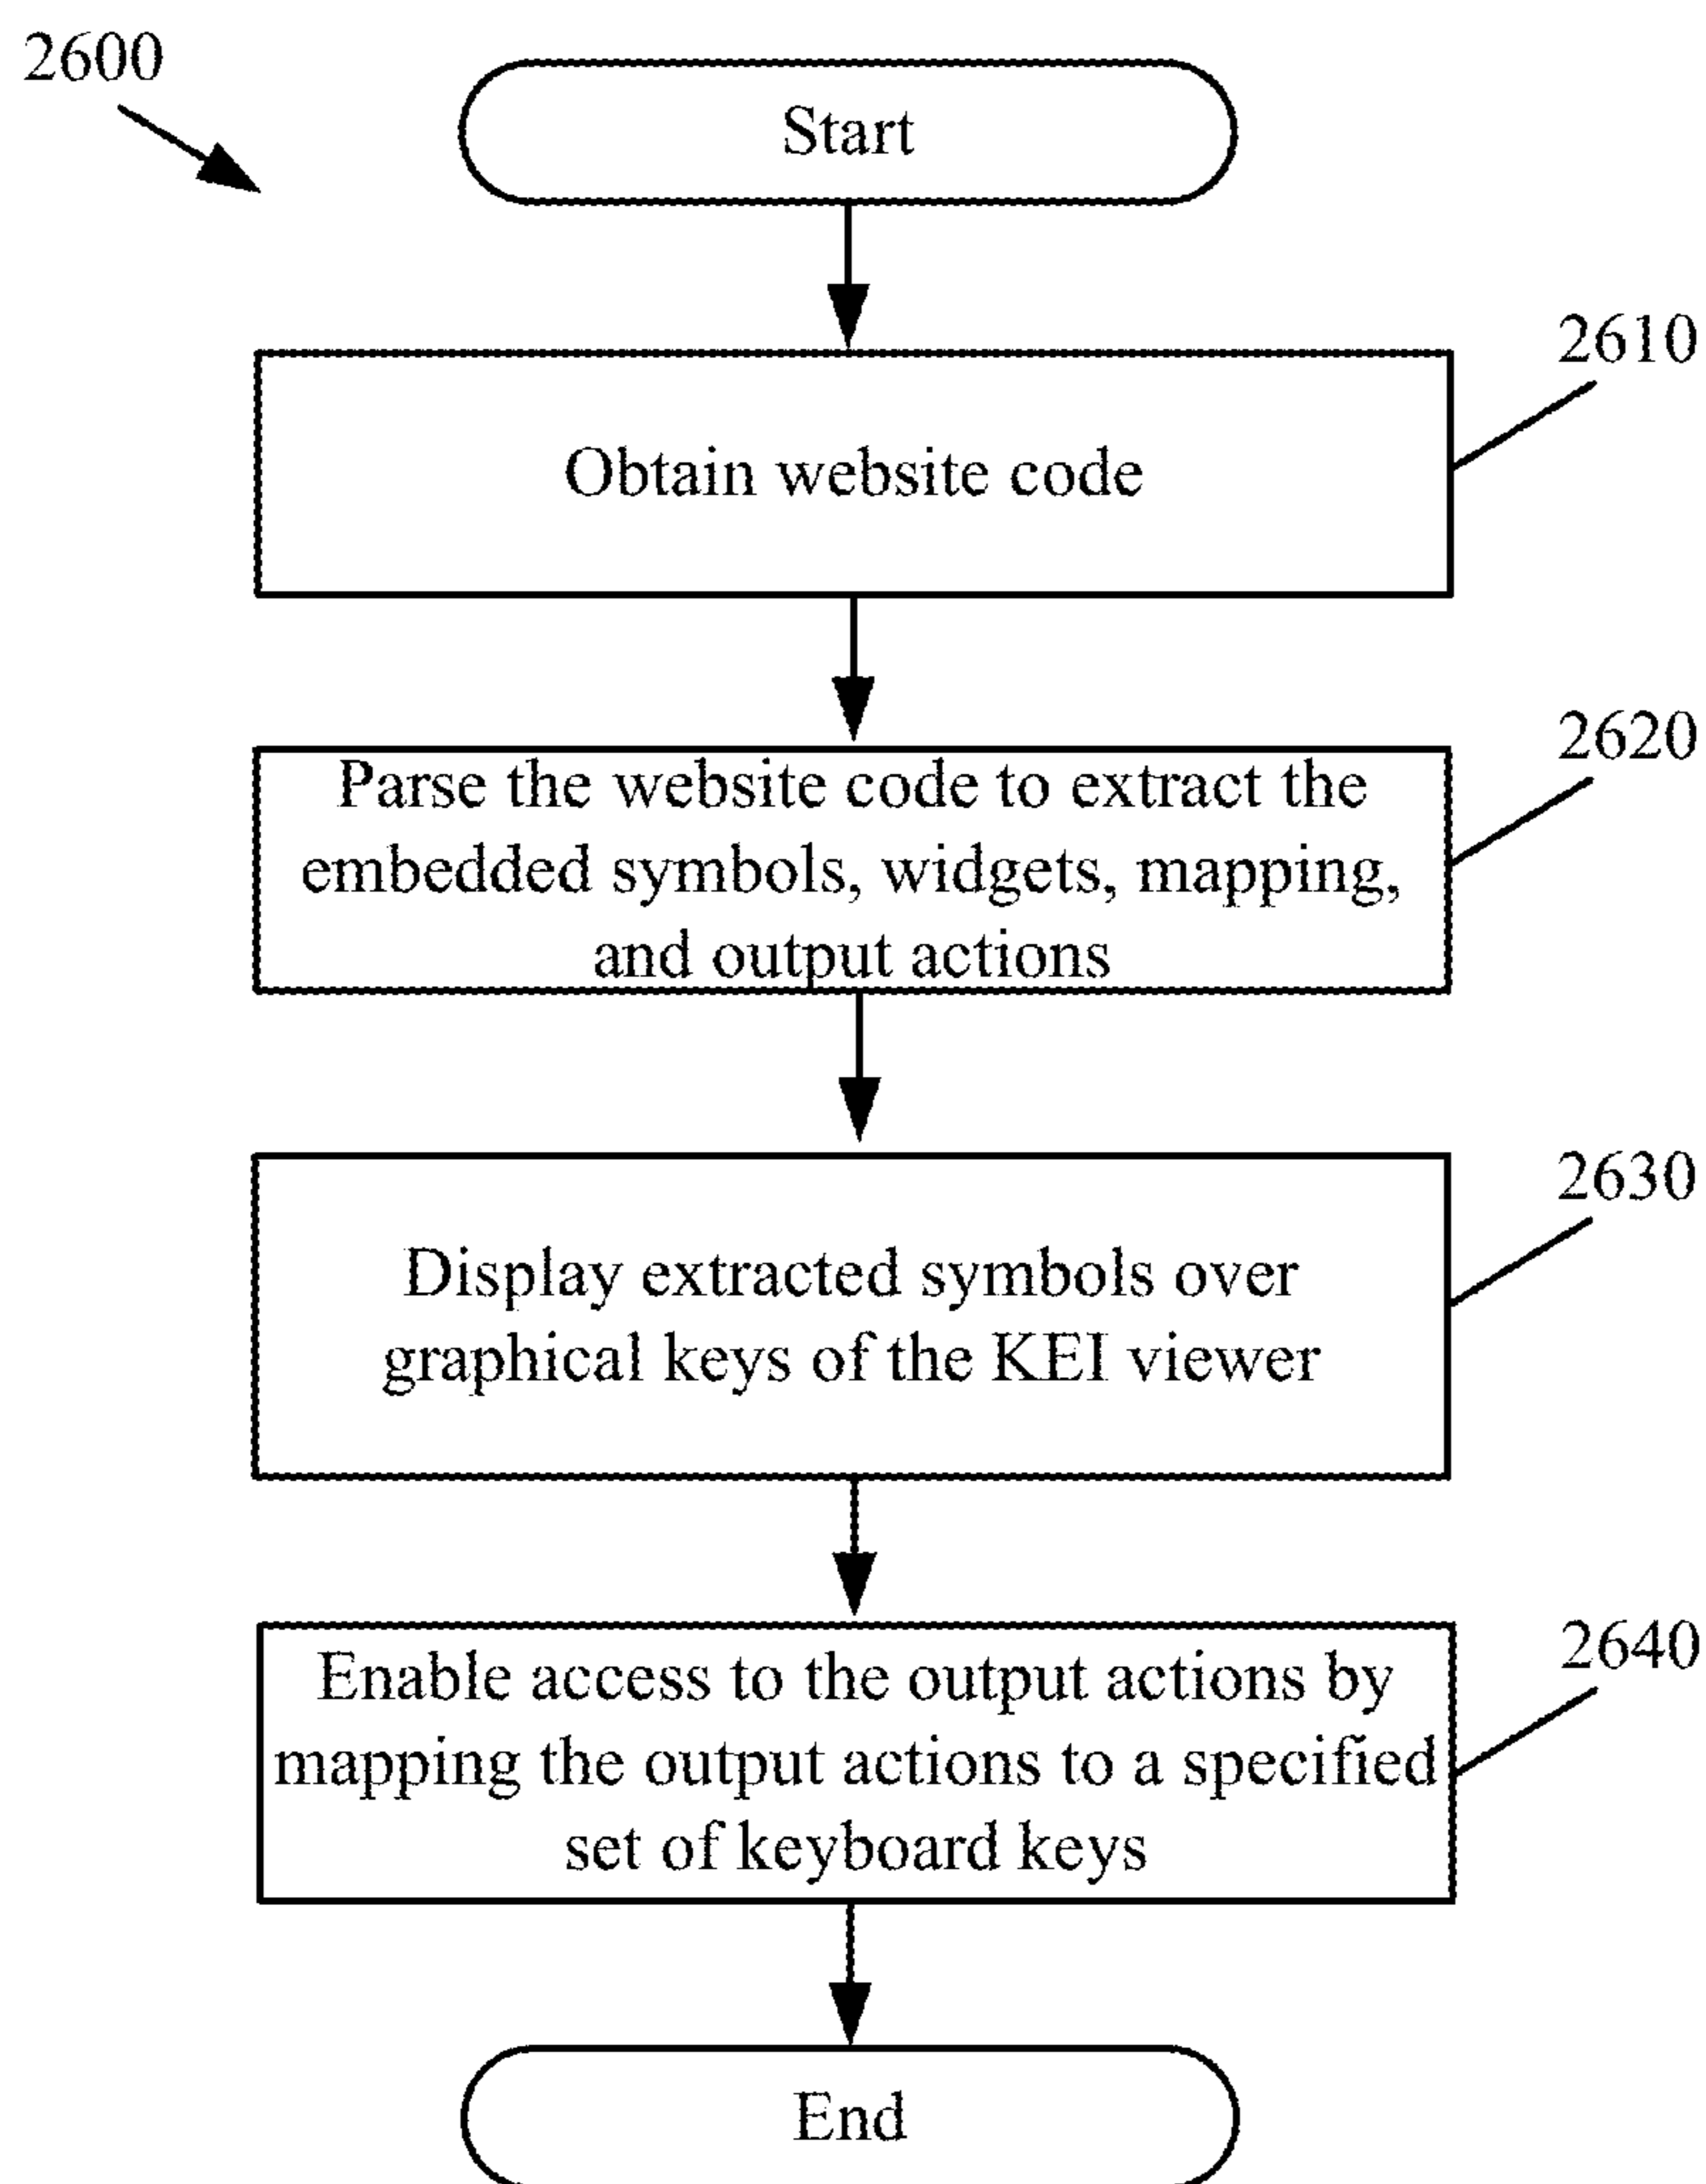 2600
Start
2610
Obtain website code
2620
Parse the website code to extract the
embedded symbols, widgets, mapping,
and output actions
2630
Display extracted symbols over
graphical keys of the KEI viewer
2640
Enable access to the output actions by
mapping the output actions to a specified
set of keyboard keys
End